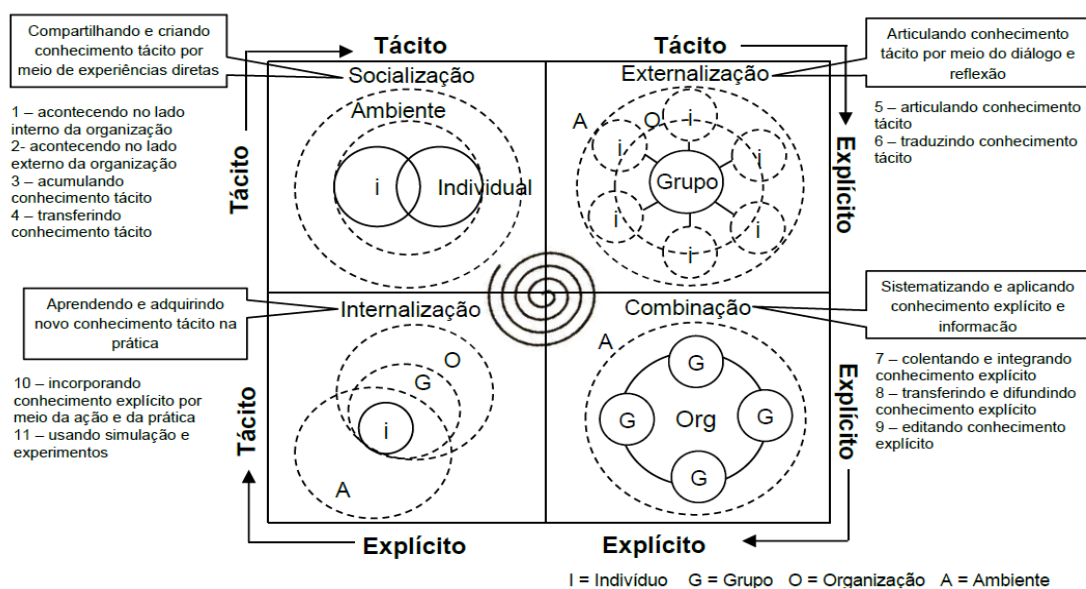 Compartilhando e criando
conhecimento tácito por
meio de experiências diretas
1 – acontecendo no lado
interno da organização
2- acontecendo no lado
externo da organização
3 – acumulando
conhecimento tácito
4 – transferindo
conhecimento tácito
Tácito
Tácito
Socialização
Ambiente
i
Individual
Tácito
Externalização
A
O
i
i
i
i
i
i
Grupo
Explícito
Articulando conhecimento
tácito por meio do diálogo e
reflexão
5 – articulando conhecimento
tácito
6 – traduzindo conhecimento
tácito
Aprendendo e adquirindo
novo conhecimento tácito na
prática
10 – incorporando
conhecimento explícito por
meio da ação e da prática
11 – usando simulação e
experimentos
Tácito
Internalização
O
G
i
A
Explícito
Combinação
A
G
G
Org
G
G
Explícito
Explícito
Sistematizando e aplicando
conhecimento explícito e
informacão
7 – colentando e integrando
conhecimento explícito
8 – transferindo e difundindo
conhecimento explícito
9 – editando conhecimento
explícito
I = Indivíduo G = Grupo O = Organização A = Ambiente